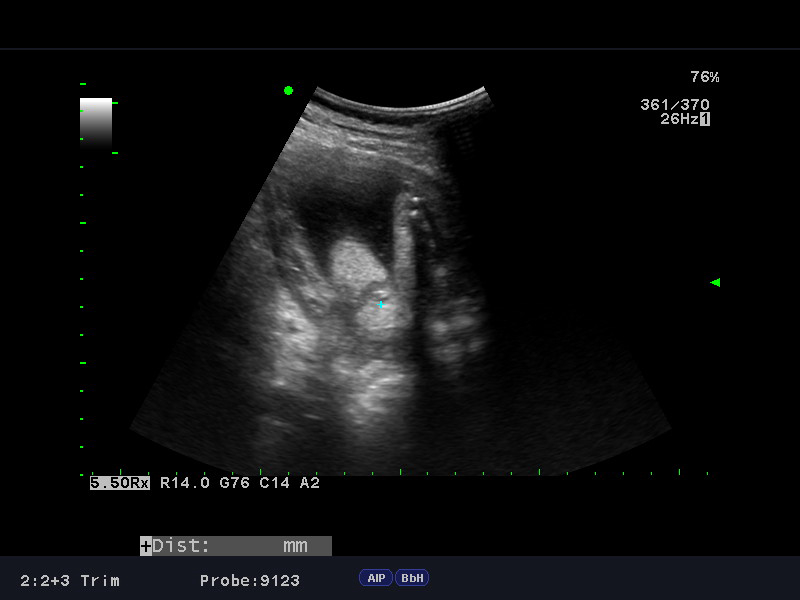 76%
361/370
26Hz1
5.50Rx R14.0 G76 C14 A2
+Dist: mm
2:2+3 Trim Probe:9123 AIP BbH